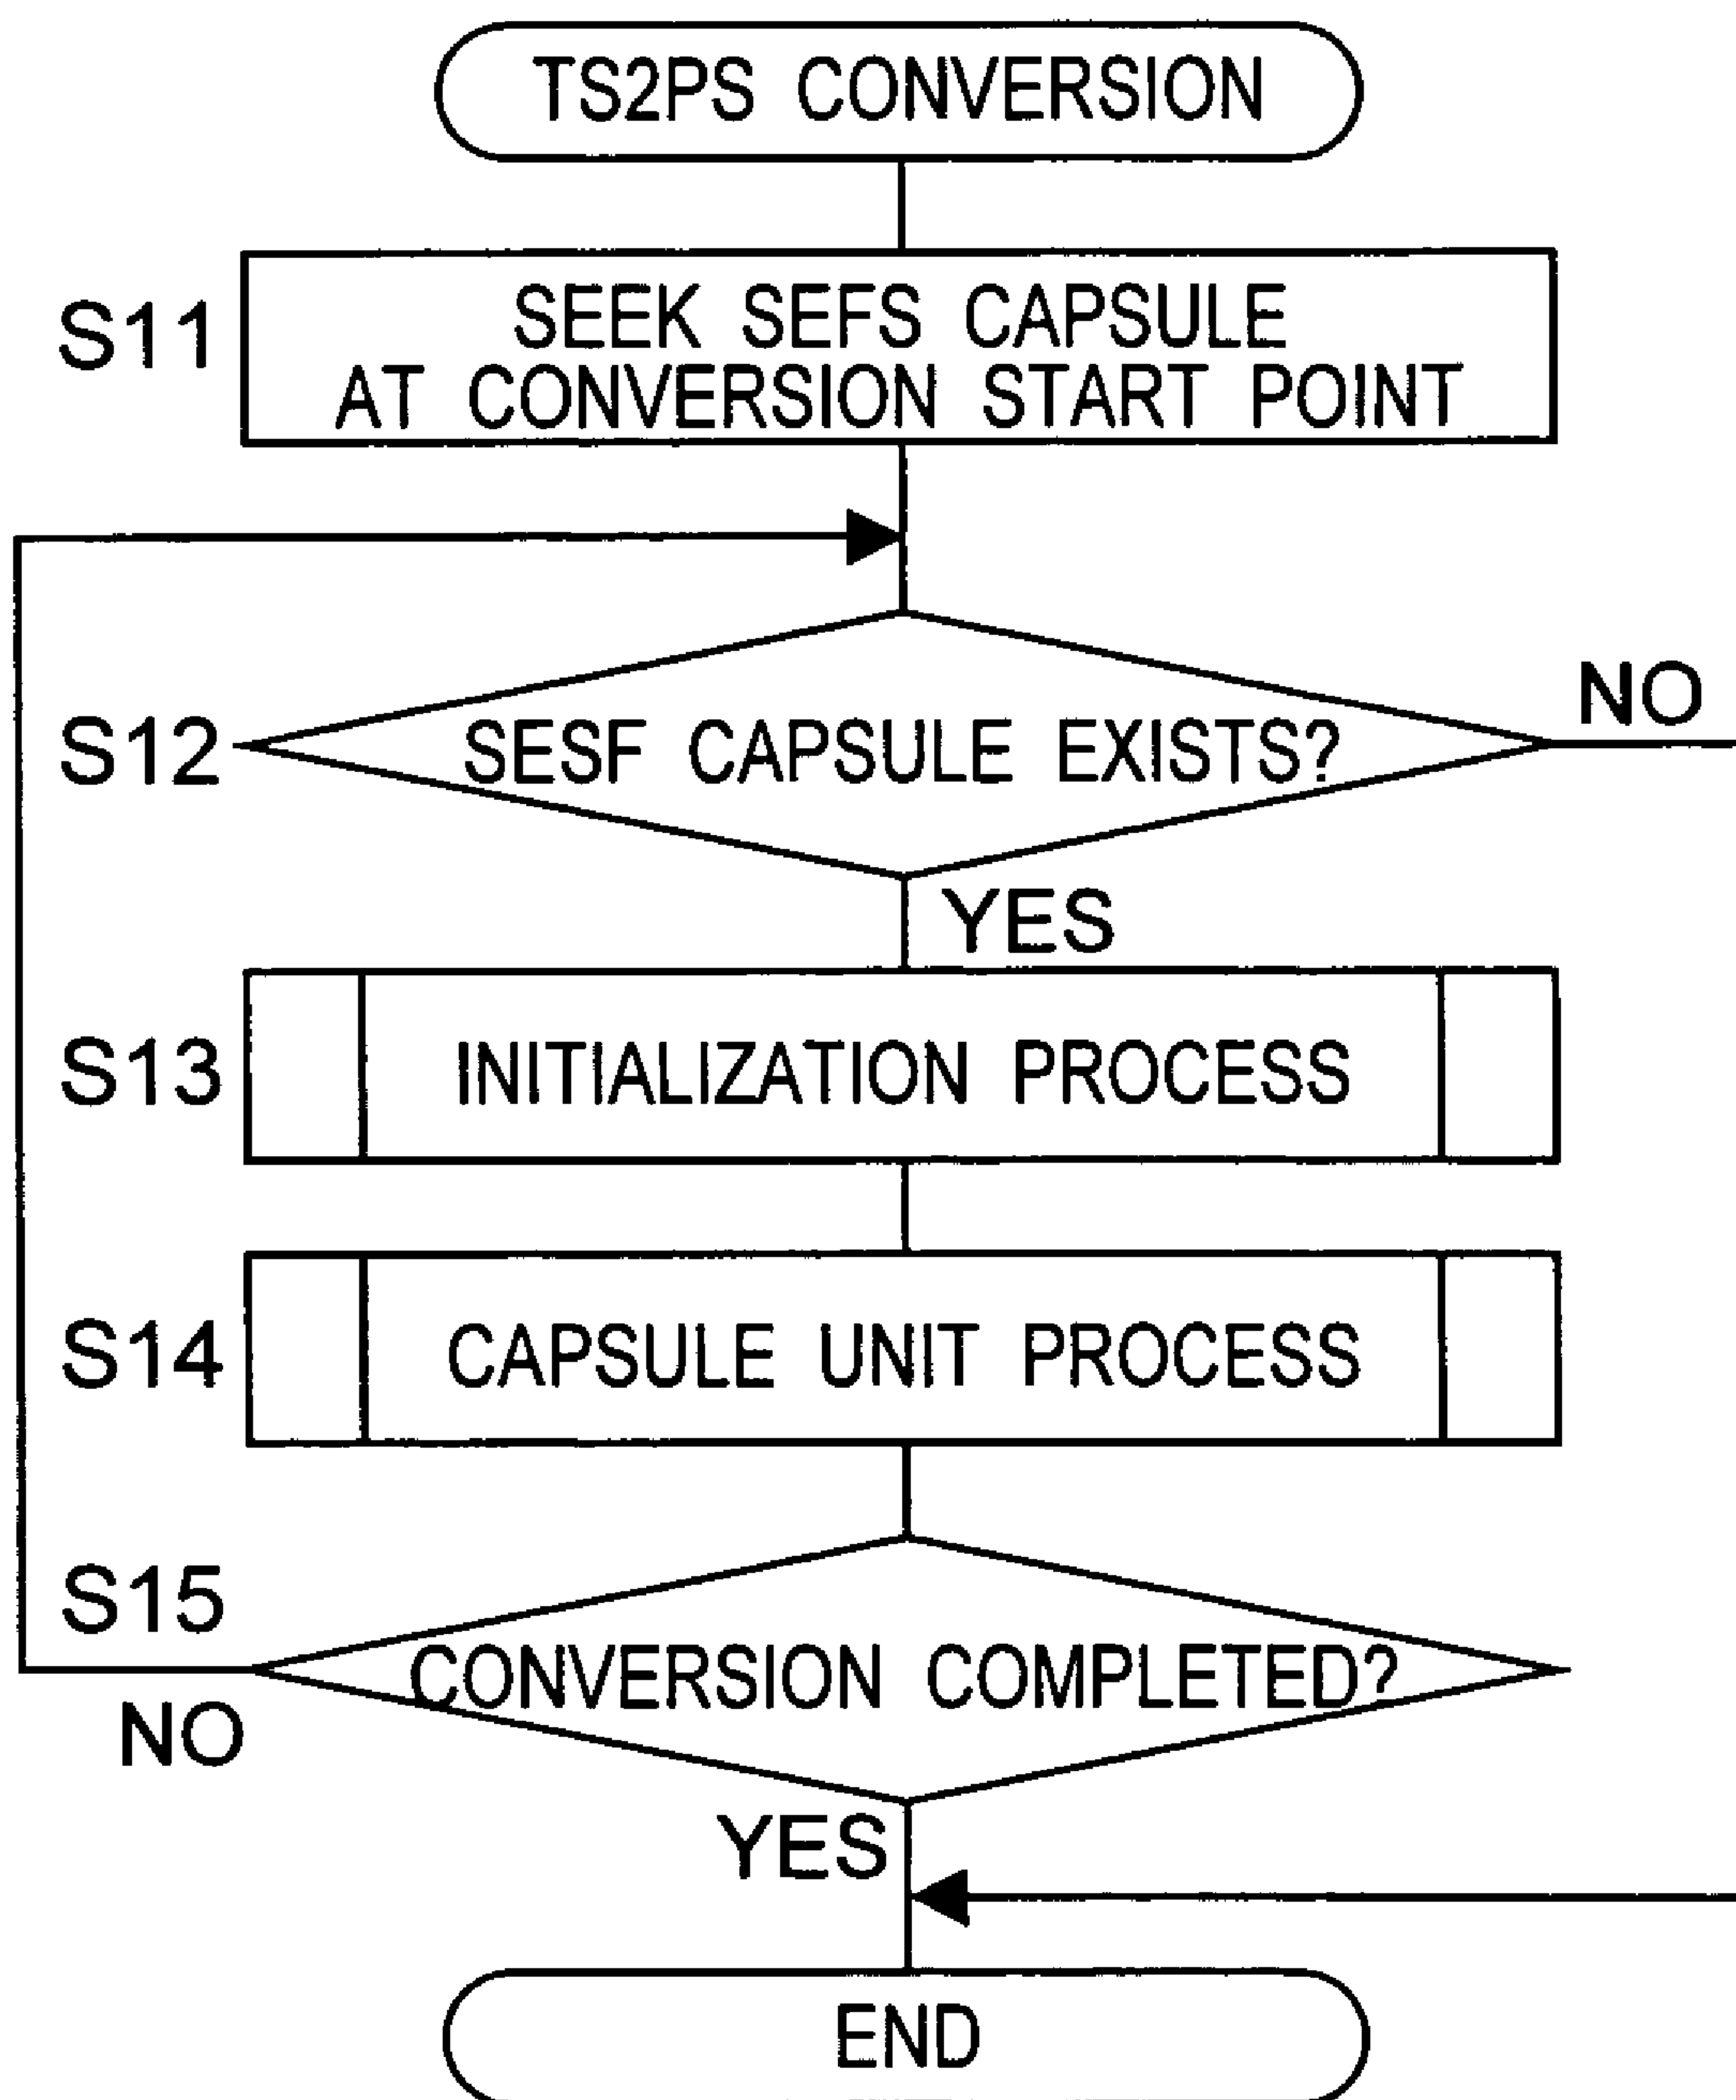 TS2PS CONVERSION
S11
SEEK SEFS CAPSULE
AT CONVERSION START POINT
S12
SESF CAPSULE EXISTS?
NO
YES
S13
INITIALIZATION PROCESS
S14
CAPSULE UNIT PROCESS
S15
CONVERSION COMPLETED?
NO
YES
END